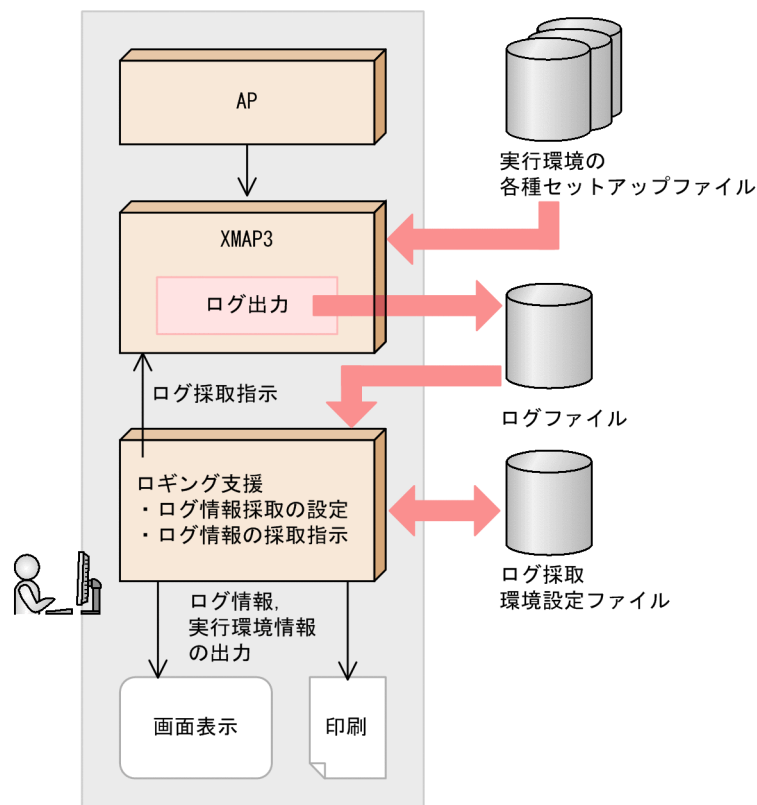 AP
実行環境の
各種セットアップファイル
XMAP3
ログ出力
ログ採取指示
ログファイル
ロギング支援
・ログ情報採取の設定
・ログ情報の採取指示
ログ採取
環境設定ファイル
ログ情報,
実行環境情報
の出力
画面表示
印刷